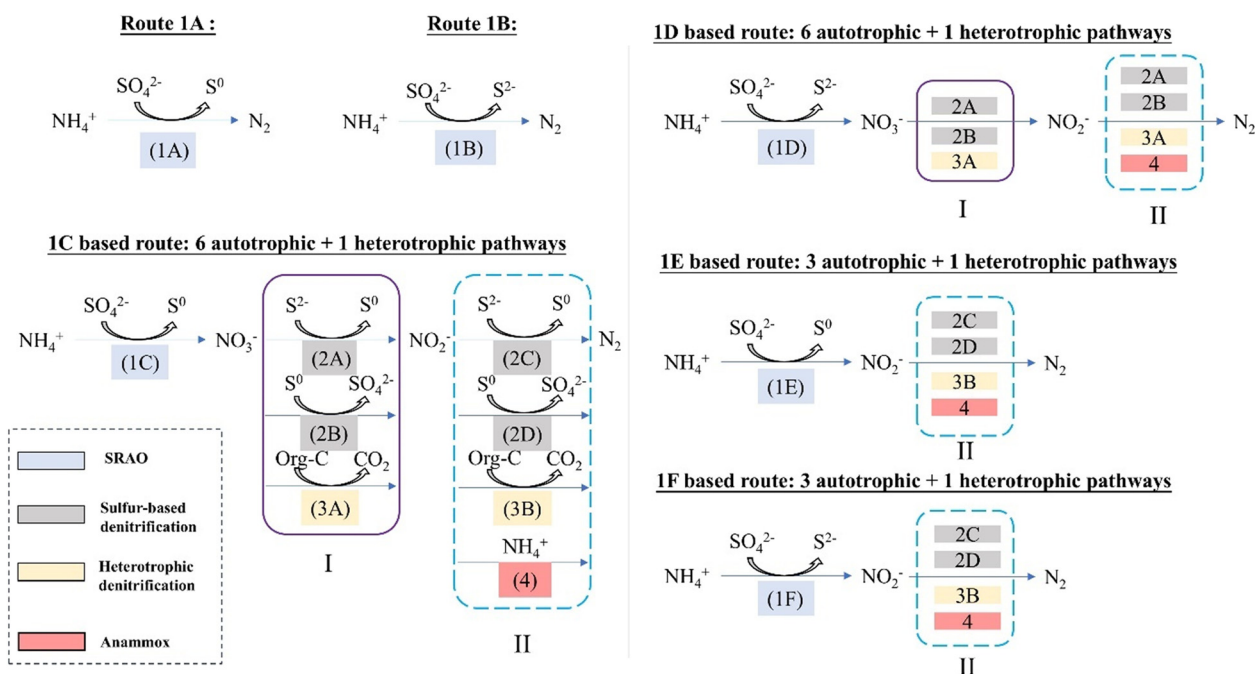 Route 1A :
SO₄²⁻ S⁰
NH₄⁺ N₂
(1A)
Route 1B:
SO₄²⁻ S²⁻
NH₄⁺ N₂
(1B)
1C based route: 6 autotrophic + 1 heterotrophic pathways
SO₄²⁻ S⁰ S²⁻ S⁰ S²⁻ S⁰
NH₄⁺ NO₃⁻ NO₂⁻ N₂
(1C) (2A) (2C)
S⁰ SO₄²⁻ S⁰ SO₄²⁻
(2B) (2D)
Org-C CO₂ Org-C CO₂
(3A) (3B)
I
NH₄⁺
(4)
II
SRAO
Sulfur-based
denitrification
Heterotrophic
denitrification
Anammox
1D based route: 6 autotrophic + 1 heterotrophic pathways
SO₄²⁻ S²⁻
NH₄⁺ NO₃⁻ NO₂⁻ N₂
(1D)
2A
2B
3A
I
2A
2B
3A
4
II
1E based route: 3 autotrophic + 1 heterotrophic pathways
SO₄²⁻ S⁰
NH₄⁺ NO₂⁻ N₂
(1E)
2C
2D
3B
4
II
1F based route: 3 autotrophic + 1 heterotrophic pathways
SO₄²⁻ S²⁻
NH₄⁺ NO₂⁻ N₂
(1F)
2C
2D
3B
4
II